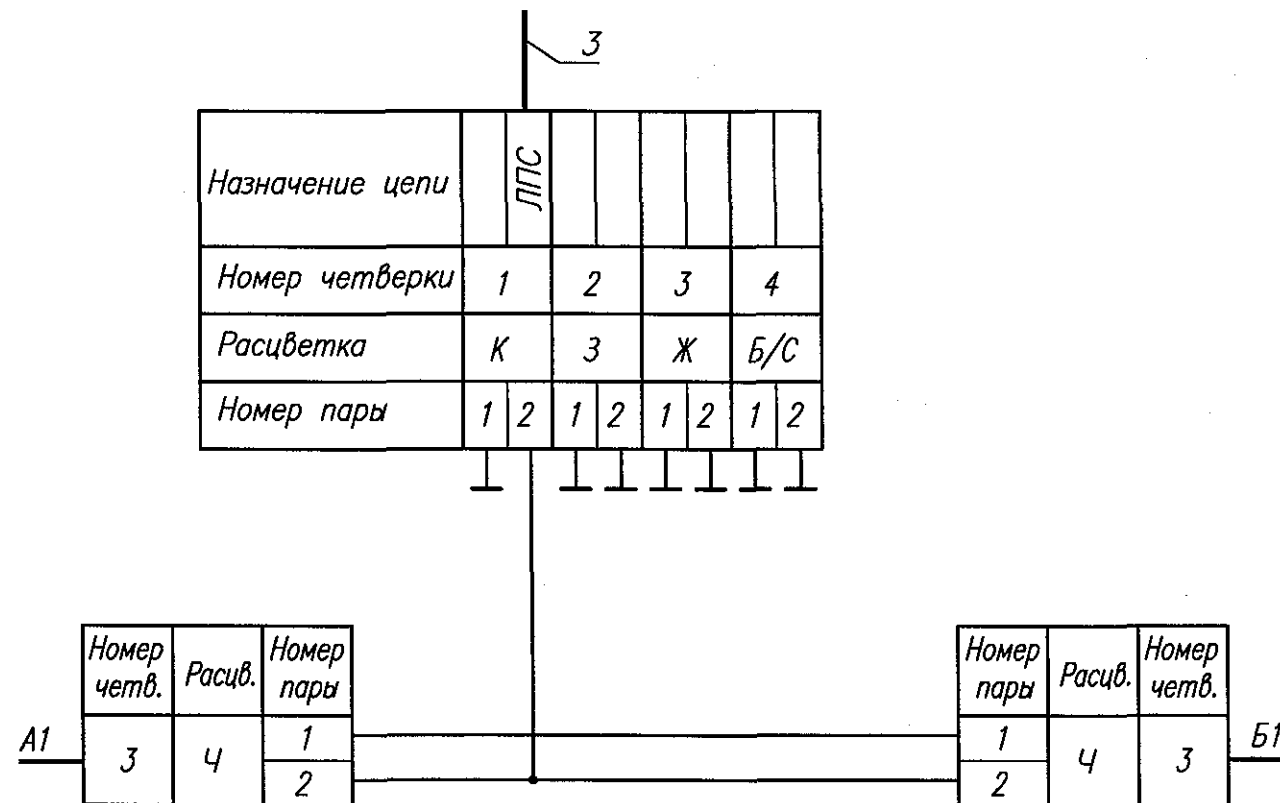 3
Назначение цепи ЛПС
Номер четверки 1 2 3 4
Расцветка К З Ж Б/С
Номер пары 1 2 1 2 1 2 1 2
Номер четв. Расцв. Номер пары
А1 3 Ч 1
2
Номер пары Расцв. Номер четв.
1 Ч 3 Б1
2